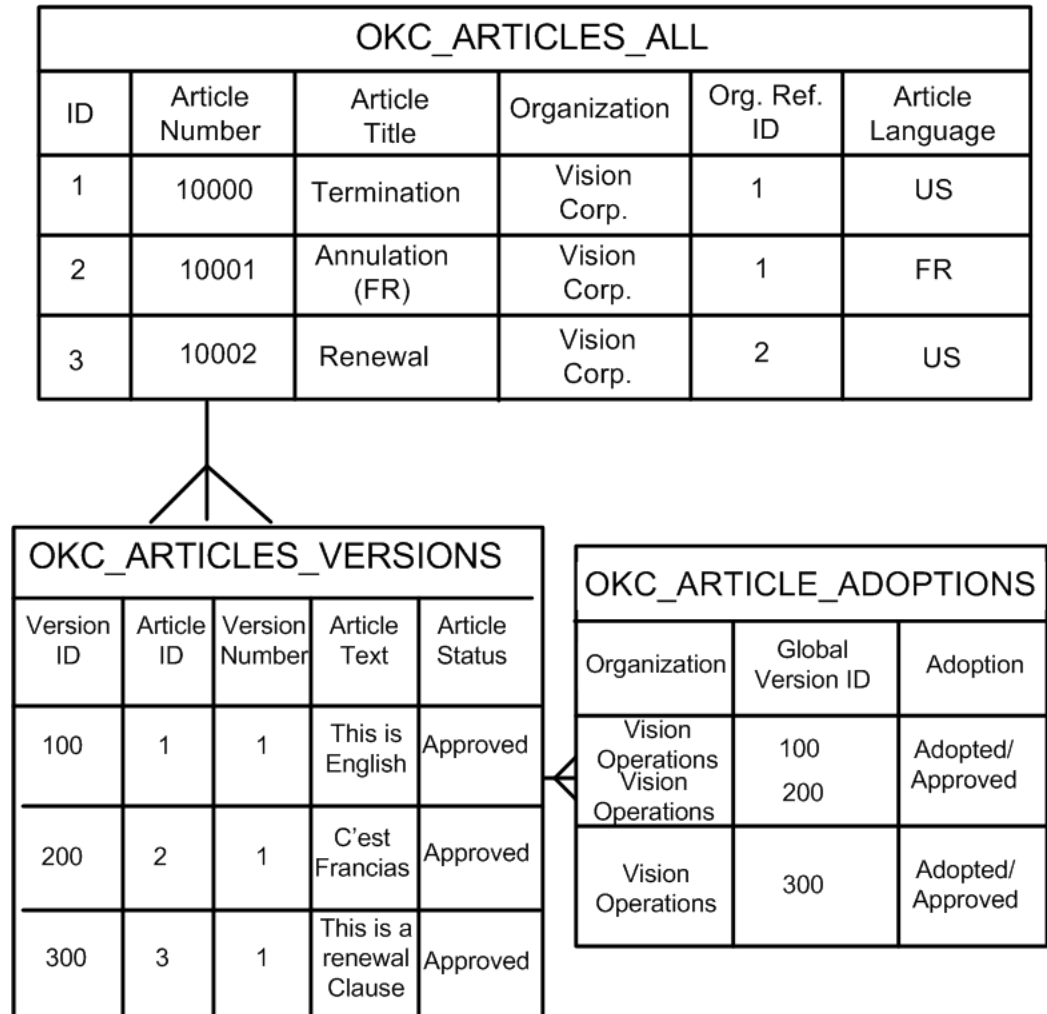 OKC_ARTICLES_ALL
ID
Article
Number
Article
Title
Organization
Org. Ref.
ID
Article
Language
1
10000
Termination
Vision
Corp.
1
US
2
10001
Annulation
(FR)
Vision
Corp.
1
FR
3
10002
Renewal
Vision
Corp.
2
US
OKC_ARTICLES_VERSIONS
Version
ID
Article
ID
Version
Number
Article
Text
Article
Status
100
1
1
This is
English
Approved
200
2
1
C'est
Francias
Approved
300
3
1
This is a
renewal
Clause
Approved
OKC_ARTICLE_ADOPTIONS
Organization
Global
Version ID
Adoption
Vision
Operations
100
Vision
Operations
200
Adopted/
Approved
Vision
Operations
300
Adopted/
Approved